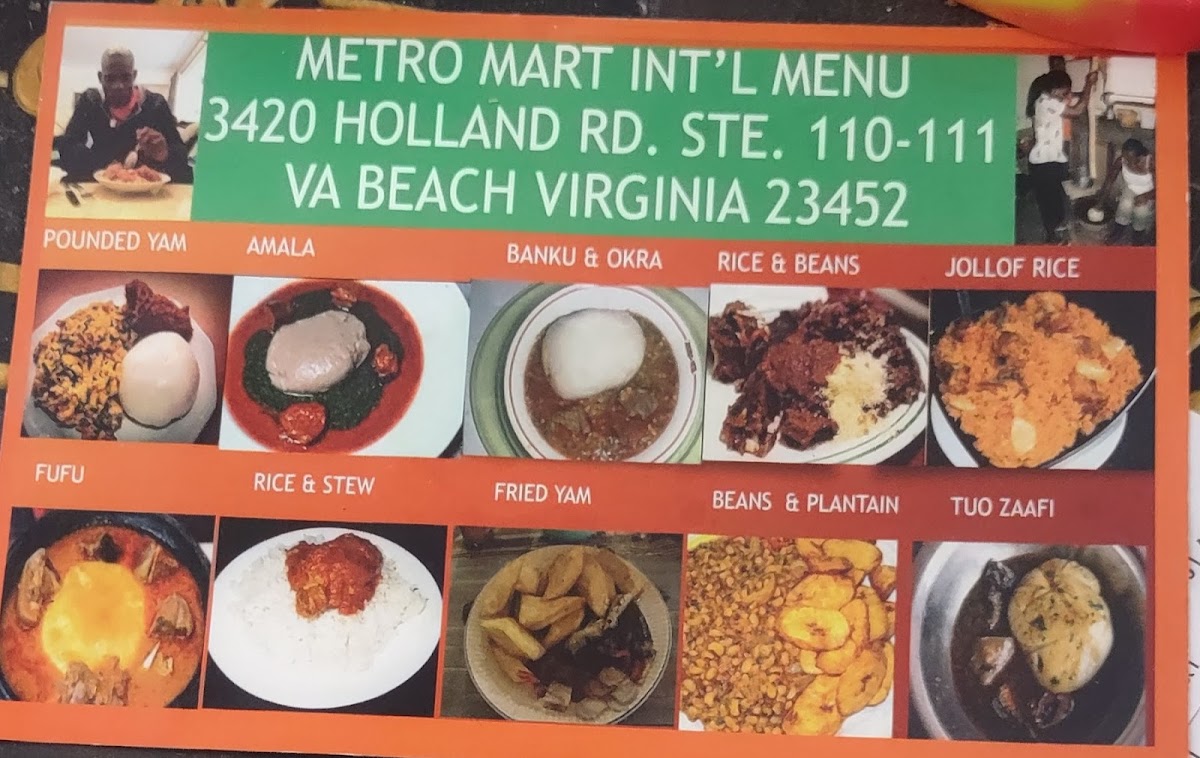 METRO MART INT'L MENU
3420 HOLLAND RD. STE. 110-111
VA BEACH VIRGINIA 23452
POUNDED YAM
AMALA
BANKU & OKRA
RICE & BEANS
JOLLOF RICE
FUFU
RICE & STEW
FRIED YAM
BEANS & PLANTAIN
TUO ZAAFI